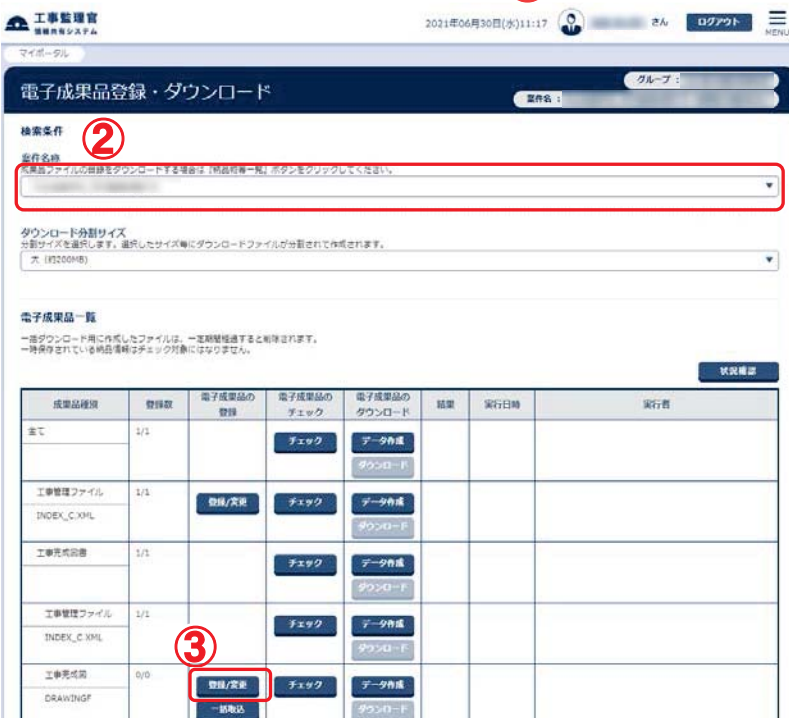 工事監理官
情報共有システム
2021年06月30日(水)11:17
さん
ログアウト
MENU
マイポータル
電子成果品登録・ダウンロード
グループ：
案件名：
検索条件
②
案件名称
成果品ファイルの登録をダウンロードする場合は「納品物等一覧」ボタンをクリックしてください。
ダウンロード分割サイズ
分割サイズを選択します。選択したサイズ毎にダウンロードファイルが分割されて作成されます。
大 (約200MB)
電子成果品一覧
一括ダウンロード用に作成したファイルは、一定期間経過すると削除されます。
一時保存されている納品情報はチェック対象にはなりません。
状況確認
成果品種別 登録数 電子成果品の登録 電子成果品のチェック 電子成果品のダウンロード 結果 実行日時 実行者
全て 1/1 チェック データ作成
ダウンロード
工事管理ファイル 1/1 登録/変更 チェック データ作成
INDEX_C.XML ダウンロード
工事完成図書 1/1 チェック データ作成
ダウンロード
工事管理ファイル 1/1 チェック データ作成
INDEX_C.XML ダウンロード
③
工事完成図 0/0 登録/変更 チェック データ作成
DRAWINGF 一括取込 ダウンロード